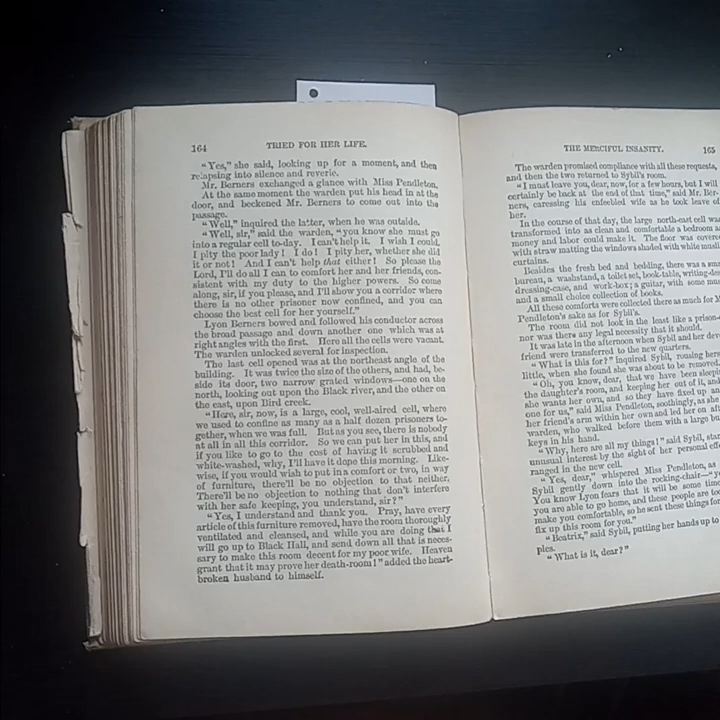 164 TRIED FOR HER LIFE.
"Yes," she said, looking up for a moment, and then
relapsing into silence and reverie.
Mr. Berners exchanged a glance with Miss Pendleton.
At the same moment the warden put his head in at the
door, and beckened Mr. Berners to come out into the
passage.
"Well," inquired the latter, when he was outside.
"Well, sir," said the warden, "you know she must go
into a regular cell to-day. I can't help it. I wish I could.
I pity the poor lady! I do! I pity her, whether she did
it or not! And I can't help that either! So please the
Lord, I'll do all I can to comfort her and her friends, con-
sistent with my duty to the higher powers. So come
along, sir, if you please, and I'll show you a corridor where
there is no other prisoner now confined, and you can
choose the best cell for her yourself."
Lyon Berners bowed and followed his conductor across
the broad passage and down another one which was at
right angles with the first. Here all the cells were vacant.
The warden unlocked several for inspection.
The last cell opened was at the northeast angle of the
building. It was twice the size of the others, and had, be-
side its door, two narrow grated windows—one on the
north, looking out upon the Black river, and the other on
the east, upon Bird creek.
"Here, sir, now, is a large, cool, well-aired cell, where
we used to confine as many as a half dozen prisoners to-
gether, when we was full. But as you see, there is nobody
at all in all this corridor. So we can put her in this, and
if you like to go to the cost of having it scrubbed and
white-washed, why, I'll have it done this morning. Like-
wise, if you would wish to put in a comfort or two, in way
of furniture, there'll be no objection to that neither.
There'll be no objection to nothing that don't interfere
with her safe keeping, you understand, sir?"
"Yes, I understand and thank you. Pray, have every
article of this furniture removed, have the room thoroughly
ventilated and cleansed, and while you are doing that I
will go up to Black Hall, and send down all that is neces-
sary to make this room decent for my poor wife. Heaven
grant that it may prove her death-room!" added the heart-
broken husband to himself.
THE MERCIFUL INSANITY. 165
The warden promised compliance with all these requests,
and then the two returned to Sybil's room.
"I must leave you, dear, now, for a few hours, but I will
certainly be back at the end of that time," said Mr. Ber-
ners, caressing his enfeebled wife as he took leave of
her.
In the course of that day, the large north-east cell was
transformed into as clean and comfortable a bedroom as
money and labor could make it. The floor was covered
with straw matting the windows shaded with white
curtains.
Besides the fresh bed and bedding, there was a
bureau, a washstand, a toilet set, book-table, writing-
dressing-case, and work-box; a guitar, with some
and a small choice collection of books.
All these comforts were collected there as much for
Pendleton's sake as for Sybil's.
The room did not look in the least like a prison-
nor was there any legal necessity that it should.
It was late in the afternoon when Sybil and her
friend were transferred to the new quarters.
"What is this for?" inquired Sybil, rousing
little, when she found she was about to be removed.
"Oh, you know, dear, that we have been
the daughter's room, and keeping her out of it, and
she wants her own, and so they have fixed up
one for us," said Miss Pendleton, soothingly, as she
her friend's arm within her own and led her on
warden, who walked before them with a large
keys in his hand.
"Why, here are all my things!" said Sybil,
unusual interest by the sight of her personal
ranged in the new cell.
"Yes, dear," whispered Miss Pendleton, as
Sybil gently down into the rocking-chair—
You know Lyon fears that it will be some time
you are able to go home, and these people are
make you comfortable, so he sent these things
fix up this room for you."
"Beatrix," said Sybil, putting her hands up to
ples.
"What is it, dear?"